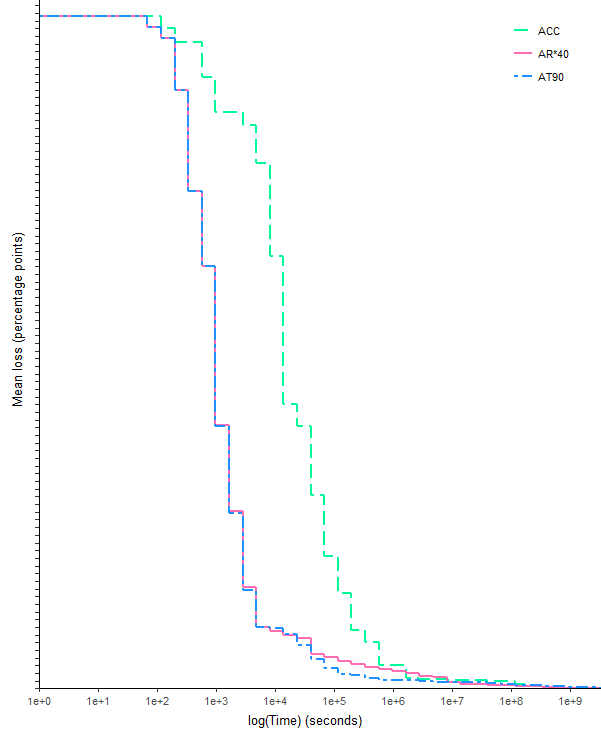 ACC
AR*40
AT90
Mean loss (percentage points)
1e+0 1e+1 1e+2 1e+3 1e+4 1e+5 1e+6 1e+7 1e+8 1e+9
log(Time) (seconds)